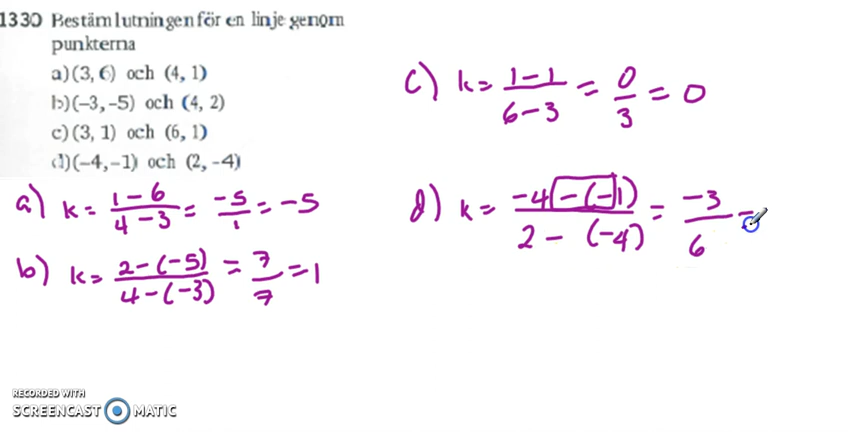 1330 Bestäm lutningen för en linje genom
punkterna
a) (3, 6) och (4, 1)
b) (−3, −5) och (4, 2)
c) (3, 1) och (6, 1)
d) (−4, −1) och (2, −4)
a) k = (1 − 6)/(4 − 3) = −5/1 = −5
b) k = (2 − (−5))/(4 − (−3)) = 7/7 = 1
c) k = (1 − 1)/(6 − 3) = 0/3 = 0
d) k = (−4 − (−1))/(2 − (−4)) = −3/6 =
RECORDED WITH
SCREENCAST MATIC